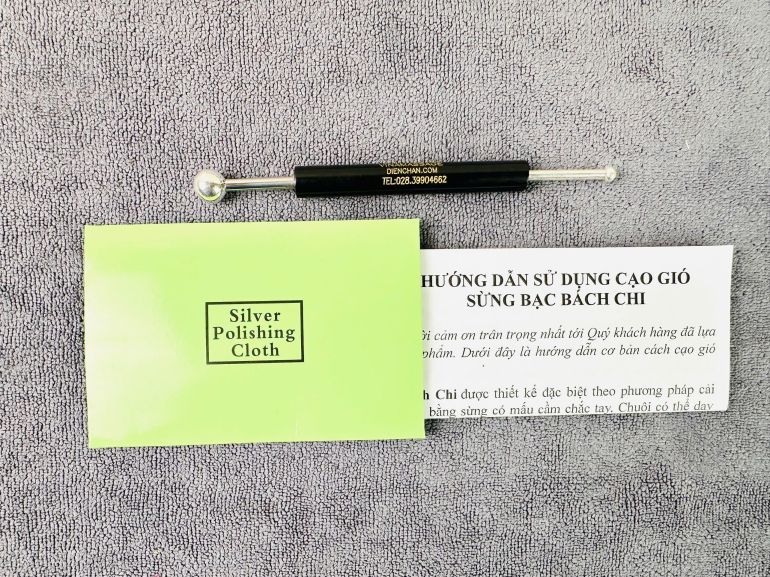 DIENCHAN.COM
TEL:028.39904662
Silver
Polishing
Cloth
HƯỚNG DẪN SỬ DỤNG CẠO GIÓ
SỪNG BẠC BÁCH CHI
cảm ơn trân trọng nhất tới Quý khách hàng đã lựa
phẩm. Dưới đây là hướng dẫn cơ bản cách cạo gió
Chi được thiết kế đặc biệt theo phương pháp cải
bằng sừng có mấu cầm chắc tay. Chuôi có thể day